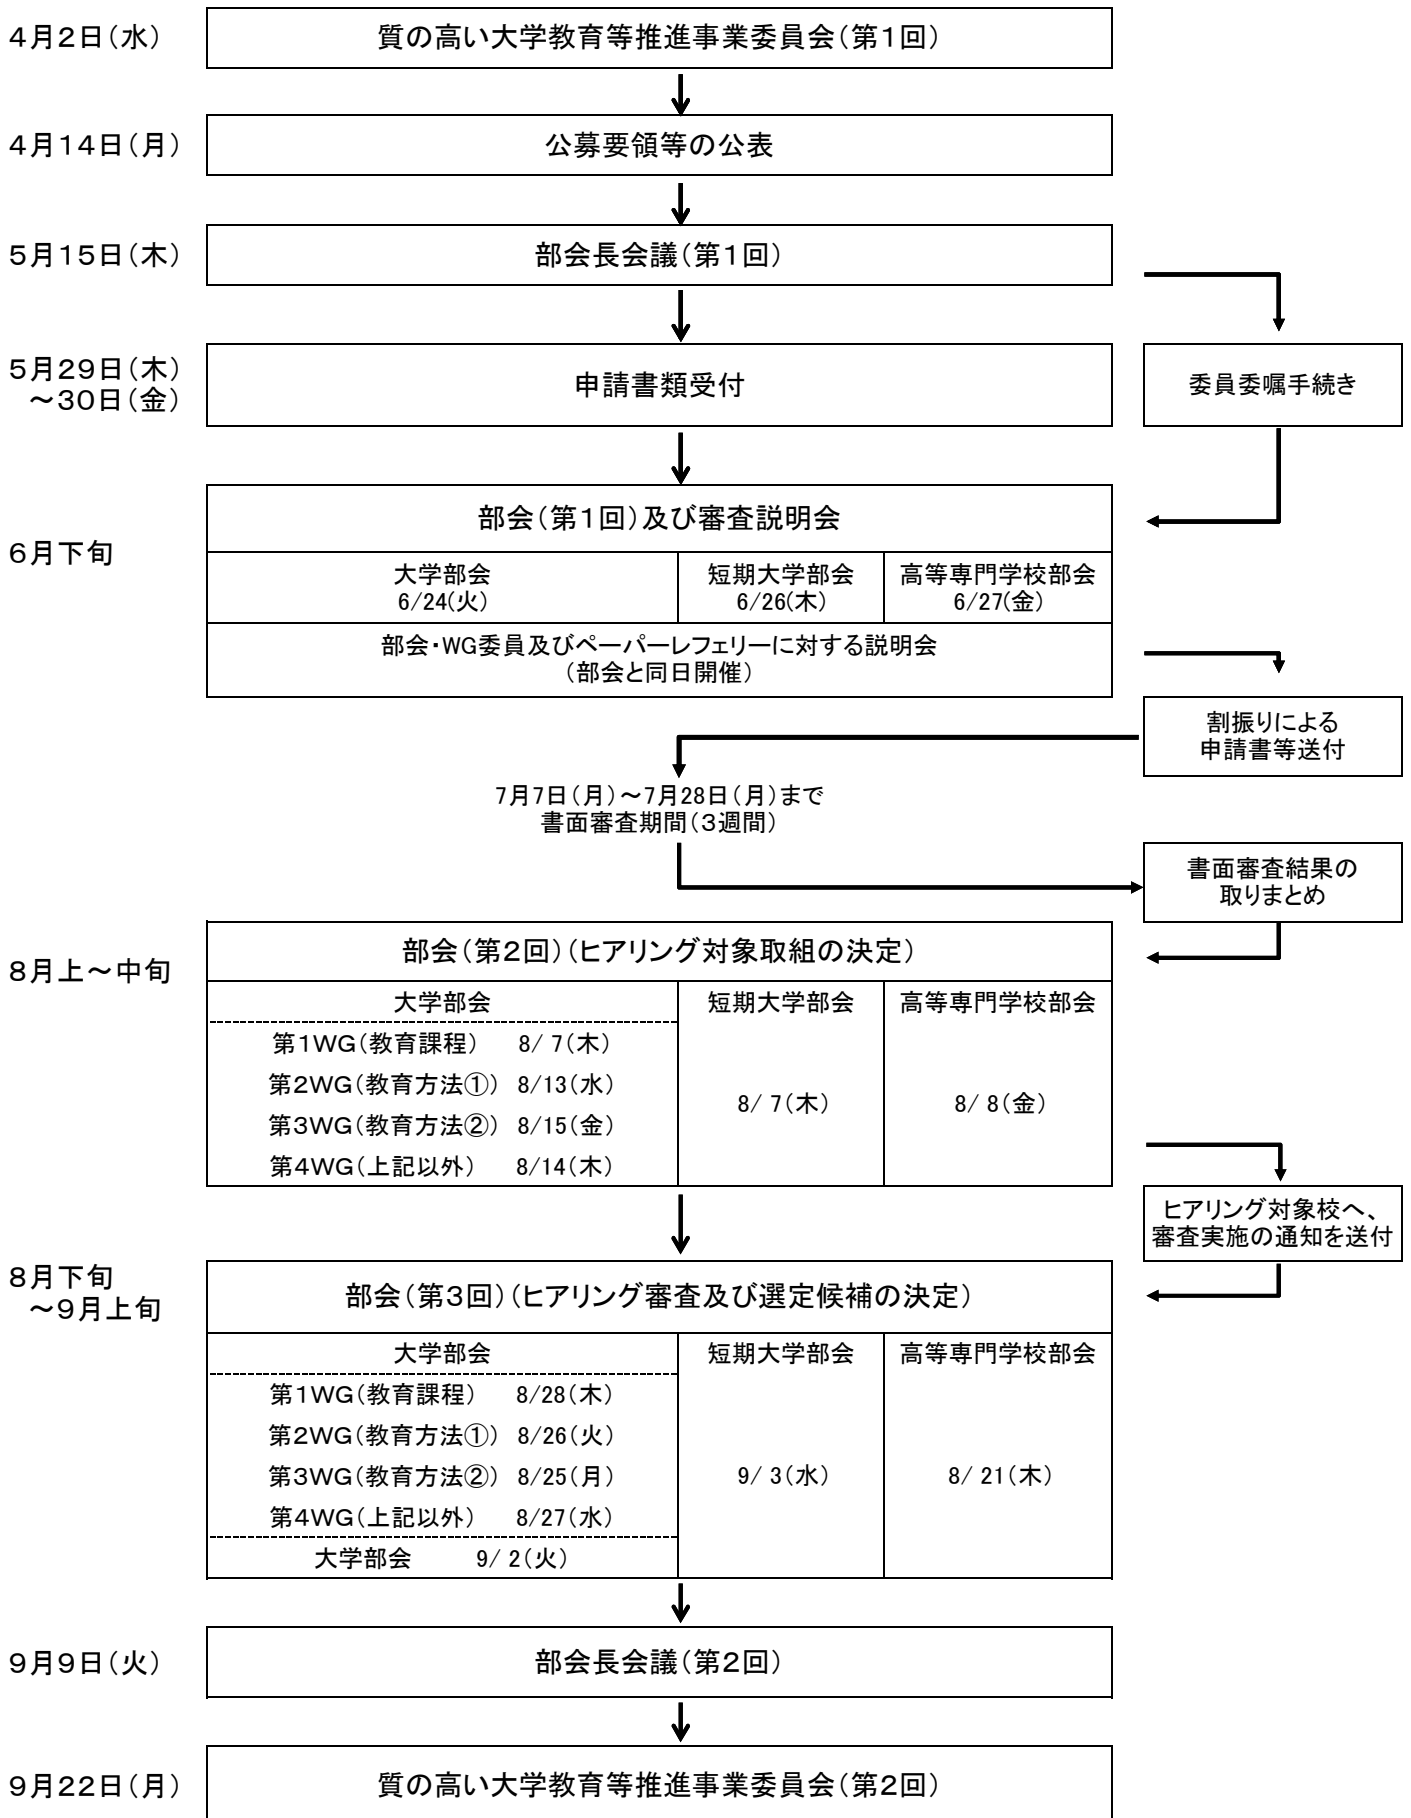 4月2日（水）
質の高い大学教育等推進事業委員会（第1回）
4月14日（月）
公募要領等の公表
5月15日（木）
部会長会議（第1回）
5月29日（木）
～30日（金）
申請書類受付
委員委嘱手続き
6月下旬
部会（第1回）及び審査説明会
大学部会
6/24(火)
短期大学部会
6/26(木)
高等専門学校部会
6/27(金)
部会・WG委員及びペーパーレフェリーに対する説明会
（部会と同日開催）
割振りによる
申請書等送付
7月7日（月）～7月28日（月）まで
書面審査期間（3週間）
書面審査結果の
取りまとめ
8月上～中旬
部会（第2回）（ヒアリング対象取組の決定）
大学部会
短期大学部会
高等専門学校部会
第1WG（教育課程） 8/ 7（木）
第2WG（教育方法①） 8/13（水）
第3WG（教育方法②） 8/15（金）
第4WG（上記以外） 8/14（木）
8/ 7（木）
8/ 8（金）
ヒアリング対象校へ、
審査実施の通知を送付
8月下旬
～9月上旬
部会（第3回）（ヒアリング審査及び選定候補の決定）
大学部会
短期大学部会
高等専門学校部会
第1WG（教育課程） 8/28（木）
第2WG（教育方法①） 8/26（火）
第3WG（教育方法②） 8/25（月）
第4WG（上記以外） 8/27（水）
大学部会 9/ 2（火）
9/ 3（水）
8/ 21（木）
9月9日（火）
部会長会議（第2回）
9月22日（月）
質の高い大学教育等推進事業委員会（第2回）